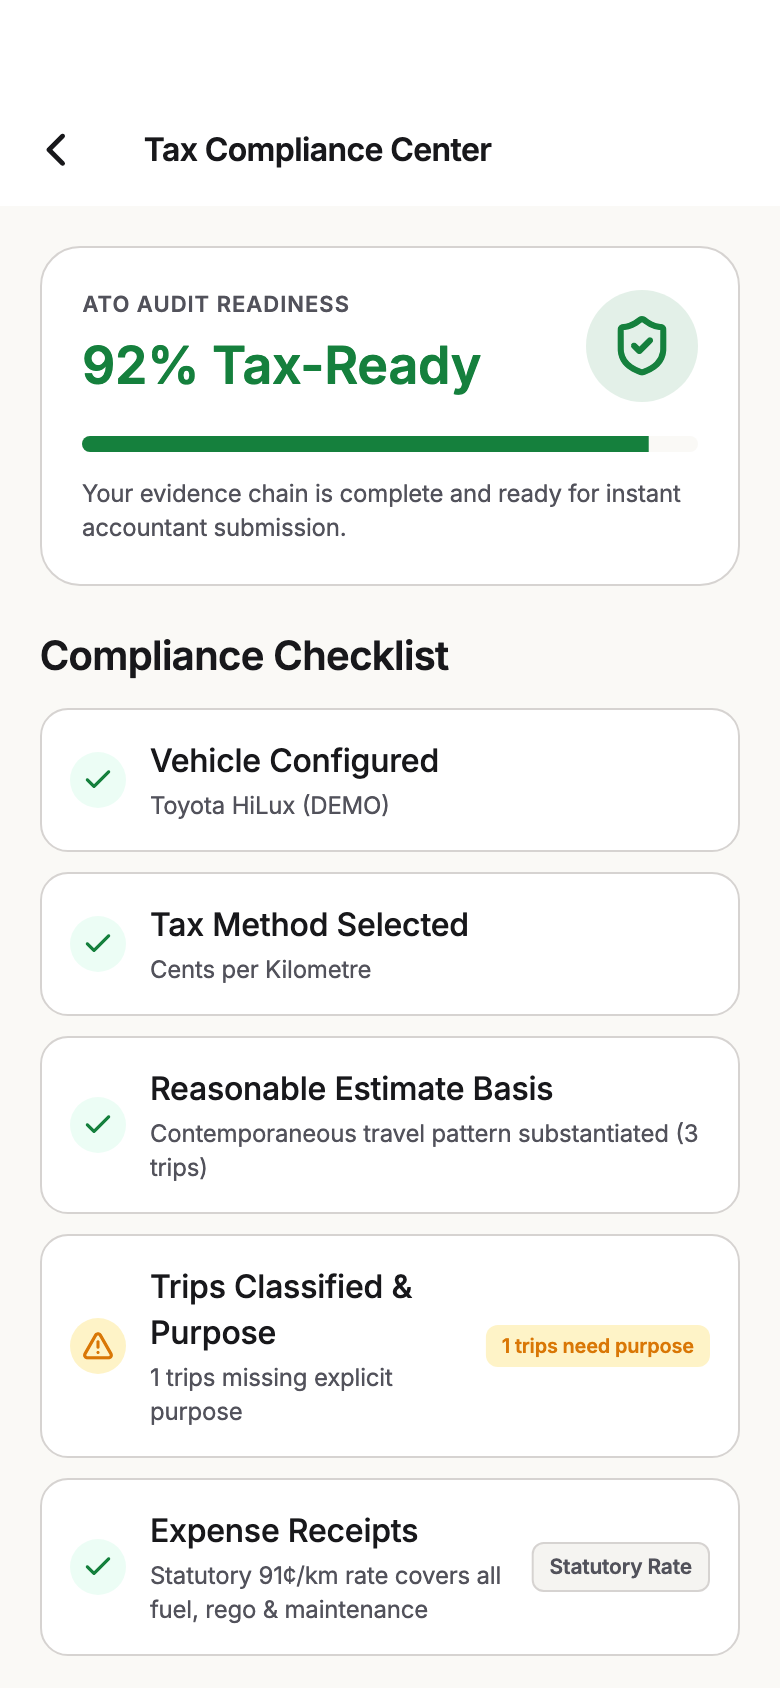 Tax Compliance Center
ATO AUDIT READINESS
92% Tax-Ready
Your evidence chain is complete and ready for instant
accountant submission.
Compliance Checklist
Vehicle Configured
Toyota HiLux (DEMO)
Tax Method Selected
Cents per Kilometre
Reasonable Estimate Basis
Contemporaneous travel pattern substantiated (3
trips)
Trips Classified &
Purpose
1 trips missing explicit
purpose
1 trips need purpose
Expense Receipts
Statutory 91¢/km rate covers all
fuel, rego & maintenance
Statutory Rate